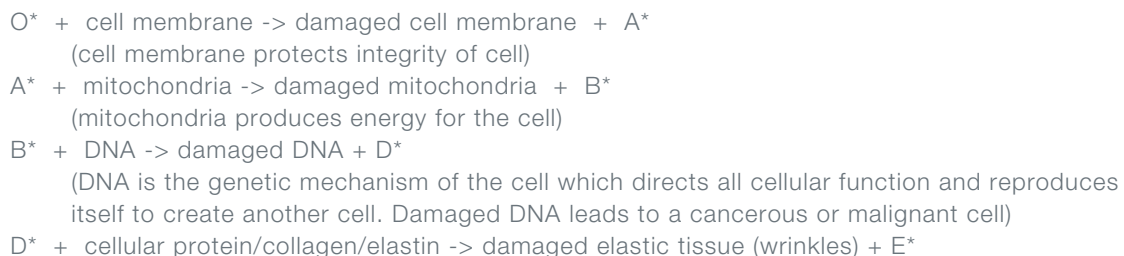 O* + cell membrane -> damaged cell membrane + A*
(cell membrane protects integrity of cell)
A* + mitochondria -> damaged mitochondria + B*
(mitochondria produces energy for the cell)
B* + DNA -> damaged DNA + D*
(DNA is the genetic mechanism of the cell which directs all cellular function and reproduces
itself to create another cell. Damaged DNA leads to a cancerous or malignant cell)
D* + cellular protein/collagen/elastin -> damaged elastic tissue (wrinkles) + E*